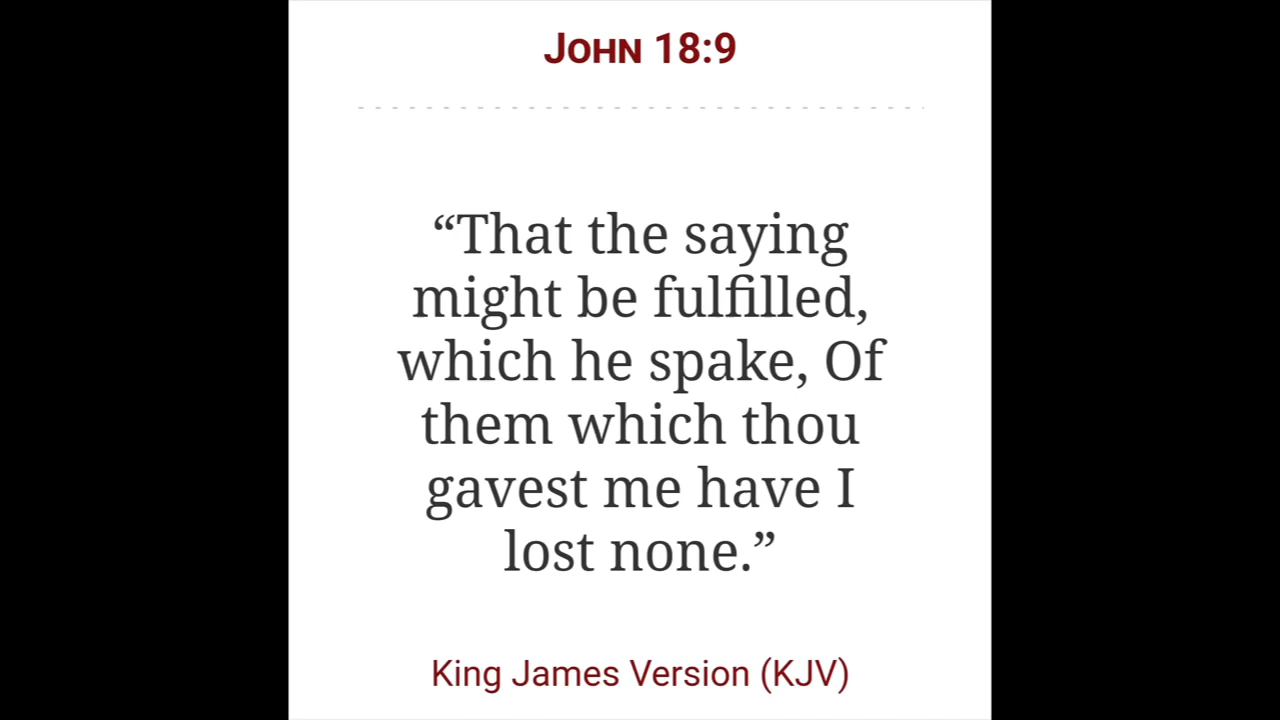 John 18:9
“That the saying
might be fulfilled,
which he spake, Of
them which thou
gavest me have I
lost none.”
King James Version (KJV)